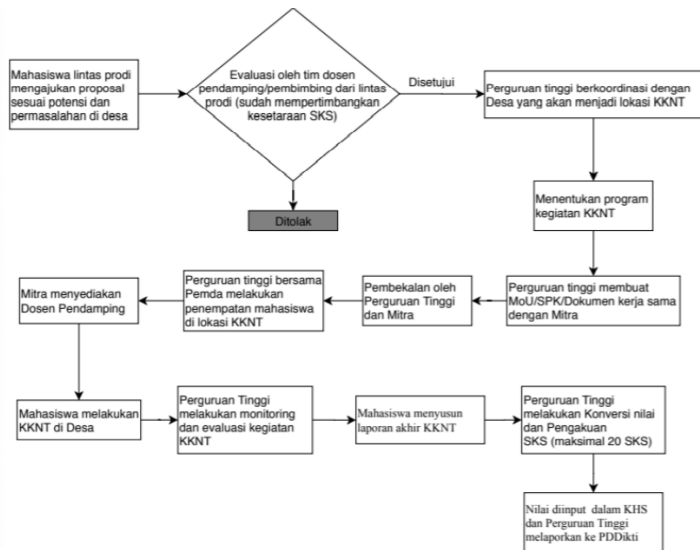 Mahasiswa lintas prodi
mengajukan proposal
sesuai potensi dan
permasalahan di desa
Evaluasi oleh tim dosen
pendamping/pembimbing dari lintas
prodi (sudah mempertimbangkan
kesetaraan SKS)
Disetujui
Perguruan tinggi berkoordinasi dengan
Desa yang akan menjadi lokasi KKNT
Ditolak
Menentukan program
kegiatan KKNT
Perguruan tinggi membuat
MoU/SPK/Dokumen kerja sama
dengan Mitra
Pembekalan oleh
Perguruan Tinggi
dan Mitra
Perguruan tinggi bersama
Pemda melakukan
penempatan mahasiswa
di lokasi KKNT
Mitra menyediakan
Dosen Pendamping
Mahasiswa melakukan
KKNT di Desa
Perguruan Tinggi
melakukan monitoring
dan evaluasi kegiatan
KKNT
Mahasiswa menyusun
laporan akhir KKNT
Perguruan Tinggi
melakukan Konversi nilai
dan Pengakuan
SKS (maksimal 20 SKS)
Nilai diinput dalam KHS
dan Perguruan Tinggi
melaporkan ke PDDikti